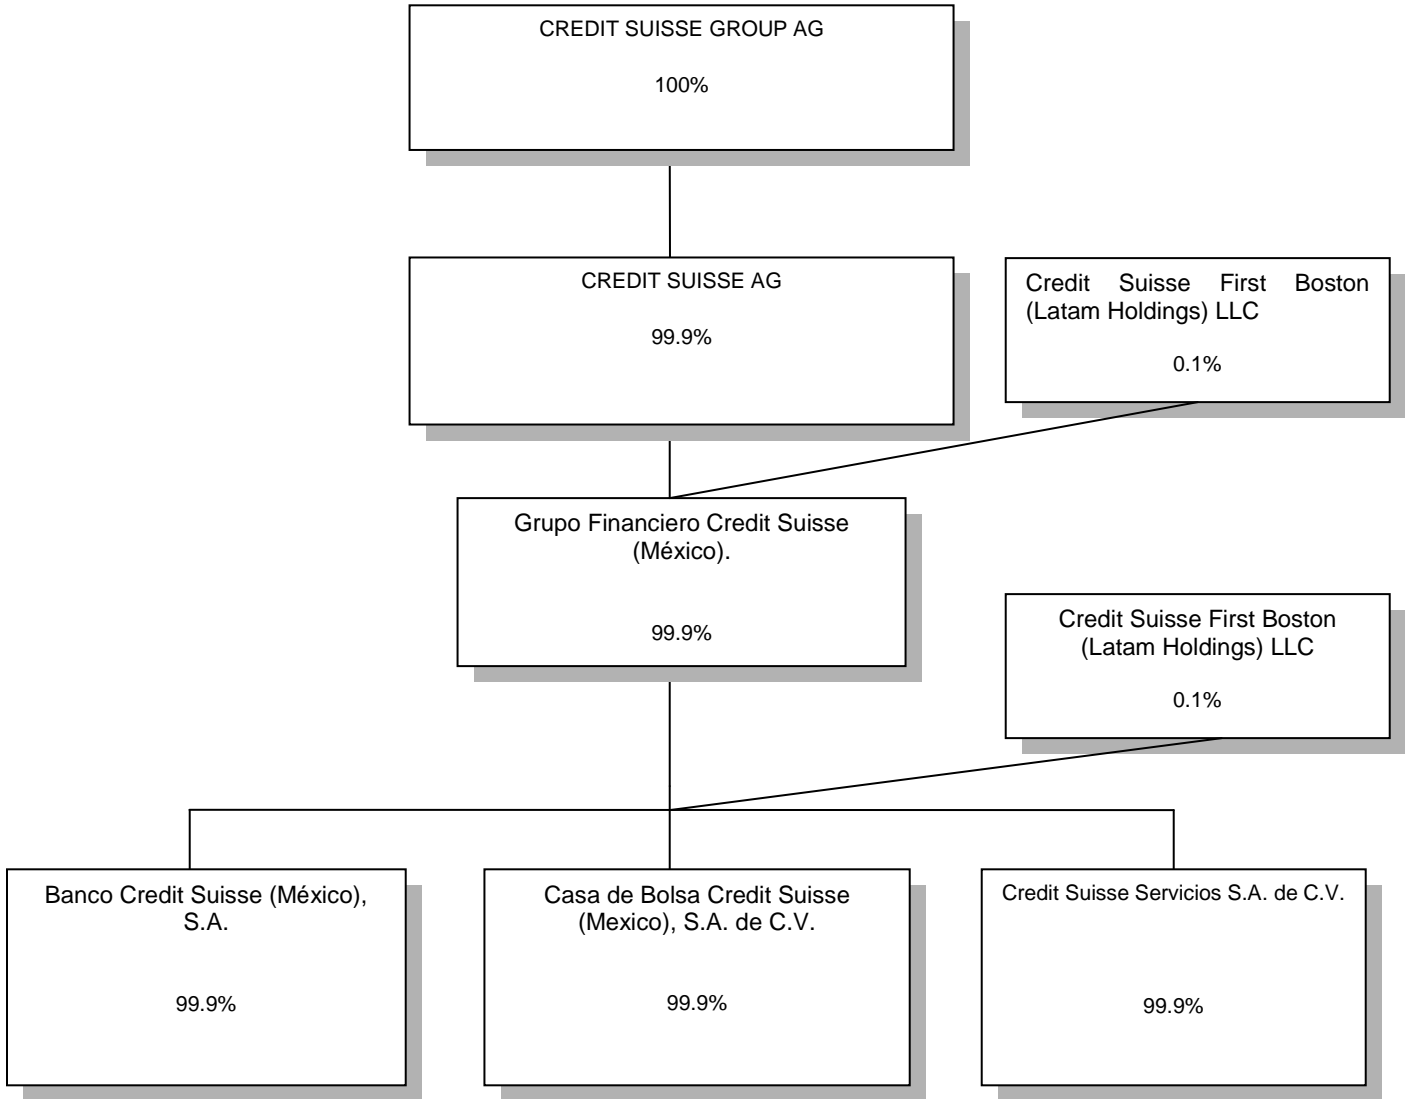 CREDIT SUISSE GROUP AG
100%
CREDIT SUISSE AG
99.9%
Credit Suisse First Boston
(Latam Holdings) LLC
0.1%
Grupo Financiero Credit Suisse
(México).
99.9%
Credit Suisse First Boston
(Latam Holdings) LLC
0.1%
Banco Credit Suisse (México),
S.A.
99.9%
Casa de Bolsa Credit Suisse
(Mexico), S.A. de C.V.
99.9%
Credit Suisse Servicios S.A. de C.V.
99.9%